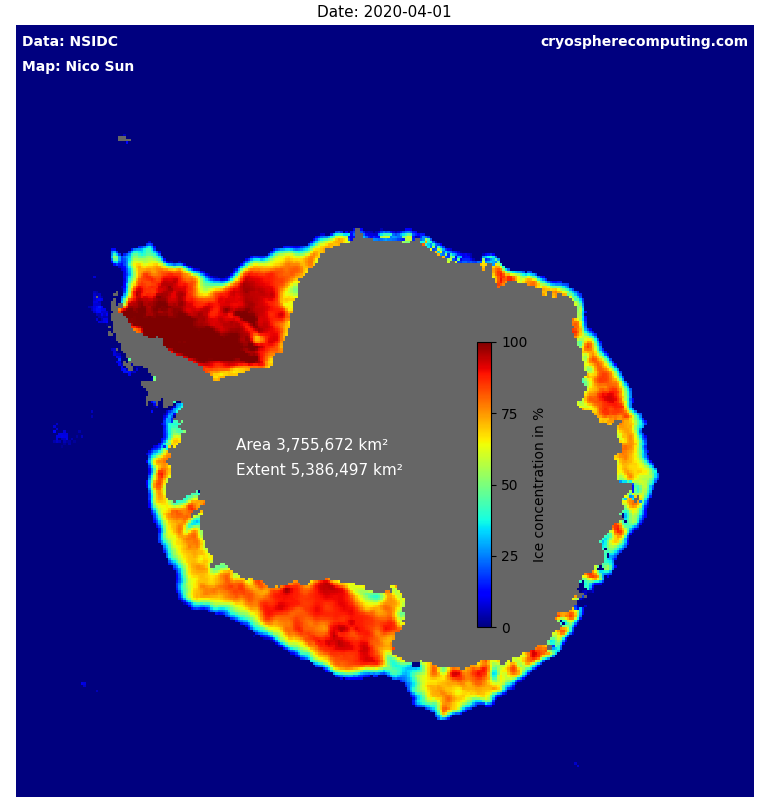 Date: 2020-04-01
Data: NSIDC
cryospherecomputing.com
Map: Nico Sun
100
75
50
25
0
Ice concentration in %
Area 3,755,672 km²
Extent 5,386,497 km²